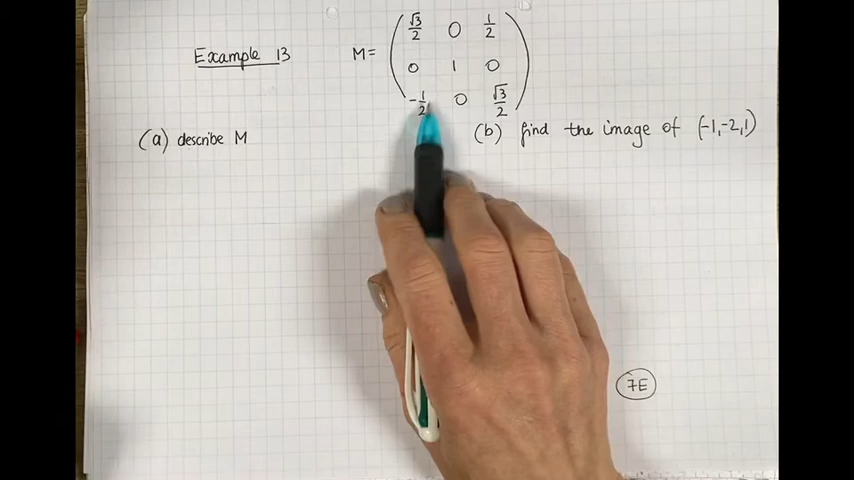 Example 13
M = ( √3/2 0 1/2
0 1 0
-1/2 0 √3/2 )
(a) describe M
(b) find the image of (-1,-2,1)
7E